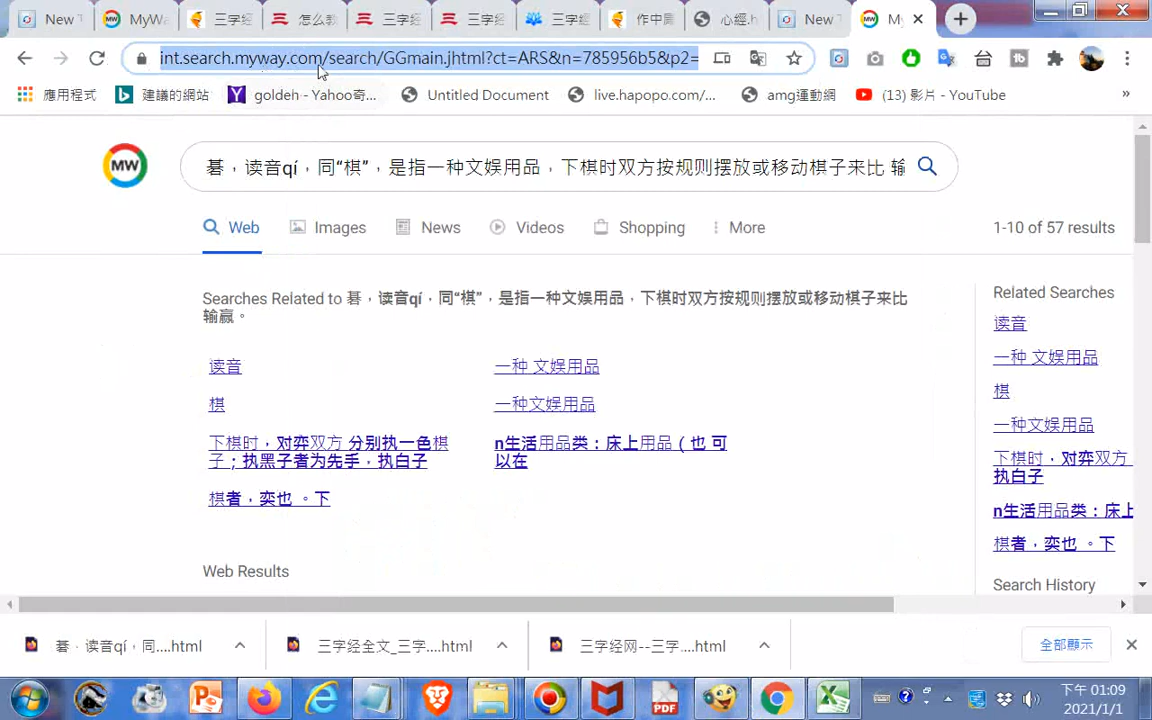 New T
MyWa
三字經
怎么教
三字経
三字経
三字經
作中庸
心經.h
New T
My
int.search.myway.com/search/GGmain.jhtml?ct=ARS&n=785956b5&p2=
應用程式
建議的網站
goldeh - Yahoo奇...
Untitled Document
live.hapopo.com/...
amg運動網
(13) 影片 - YouTube
»
MW
碁，读音qí，同“棋”，是指一种文娱用品，下棋时双方按规则摆放或移动棋子来比 输
Web
Images
News
Videos
Shopping
More
1-10 of 57 results
Searches Related to 碁，读音qí，同“棋”，是指一种文娱用品，下棋时双方按规则摆放或移动棋子来比
输赢。
读音
一种 文娱用品
棋
一种文娱用品
下棋时，对弈双方 分别执一色棋
子；执黑子者为先手，执白子
n生活用品类：床上用品（也 可
以在
棋者，奕也 。下
Web Results
Related Searches
读音
一种 文娱用品
棋
一种文娱用品
下棋时，对弈双方
执白子
n生活用品类：床上
棋者，奕也 。下
Search History
碁，读音qí，同....html
三字经全文_三字....html
三字经网--三字....html
全部顯示
下午 01:09
2021/1/1